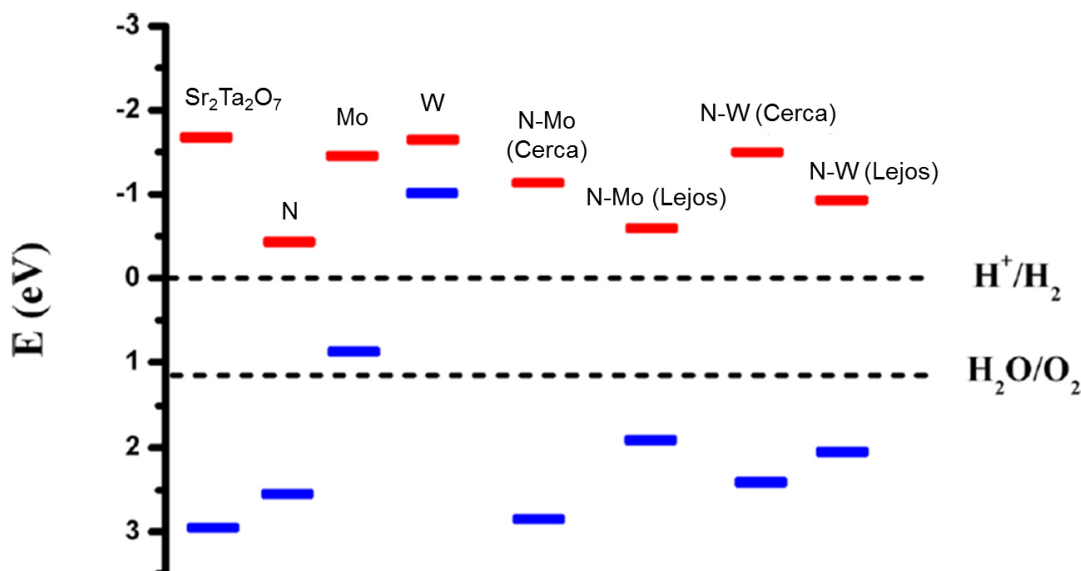 -3
-2
-1
0
1
2
3
E (eV)
Sr₂Ta₂O₇
N
Mo
W
N-Mo
(Cerca)
N-Mo (Lejos)
N-W (Cerca)
N-W (Lejos)
H⁺/H₂
H₂O/O₂